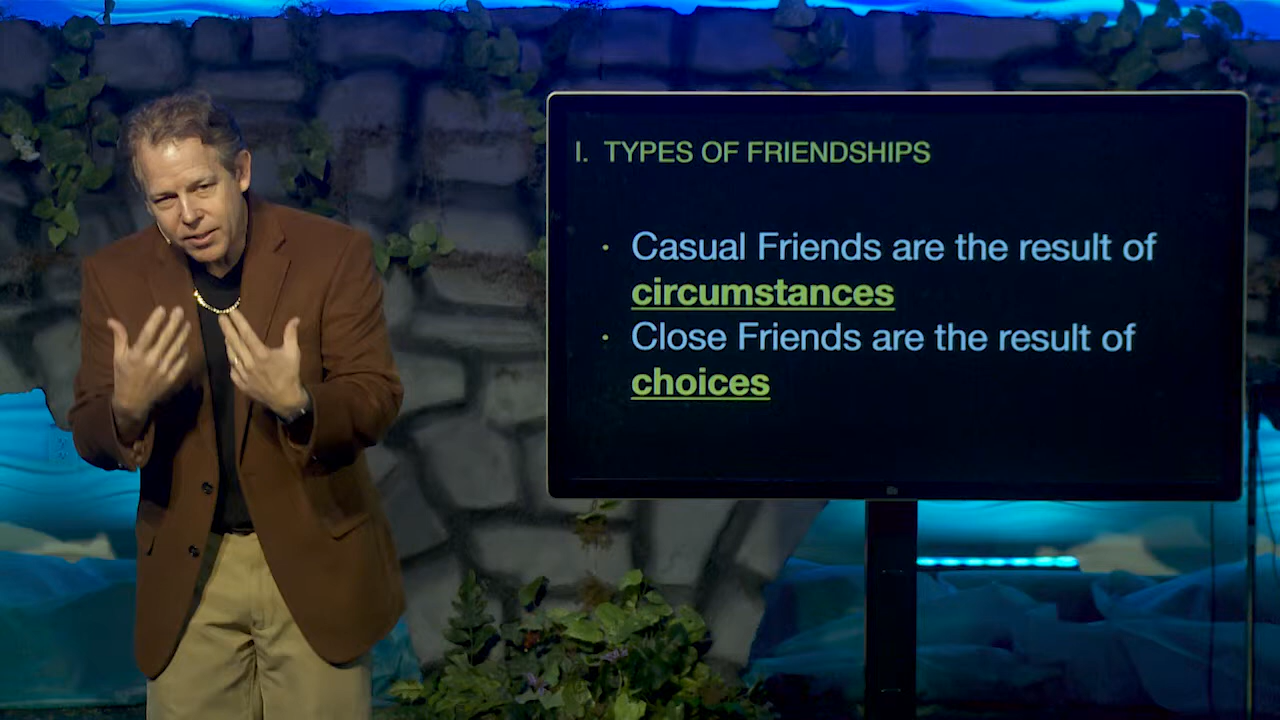 I. TYPES OF FRIENDSHIPS
· Casual Friends are the result of
circumstances
· Close Friends are the result of
choices